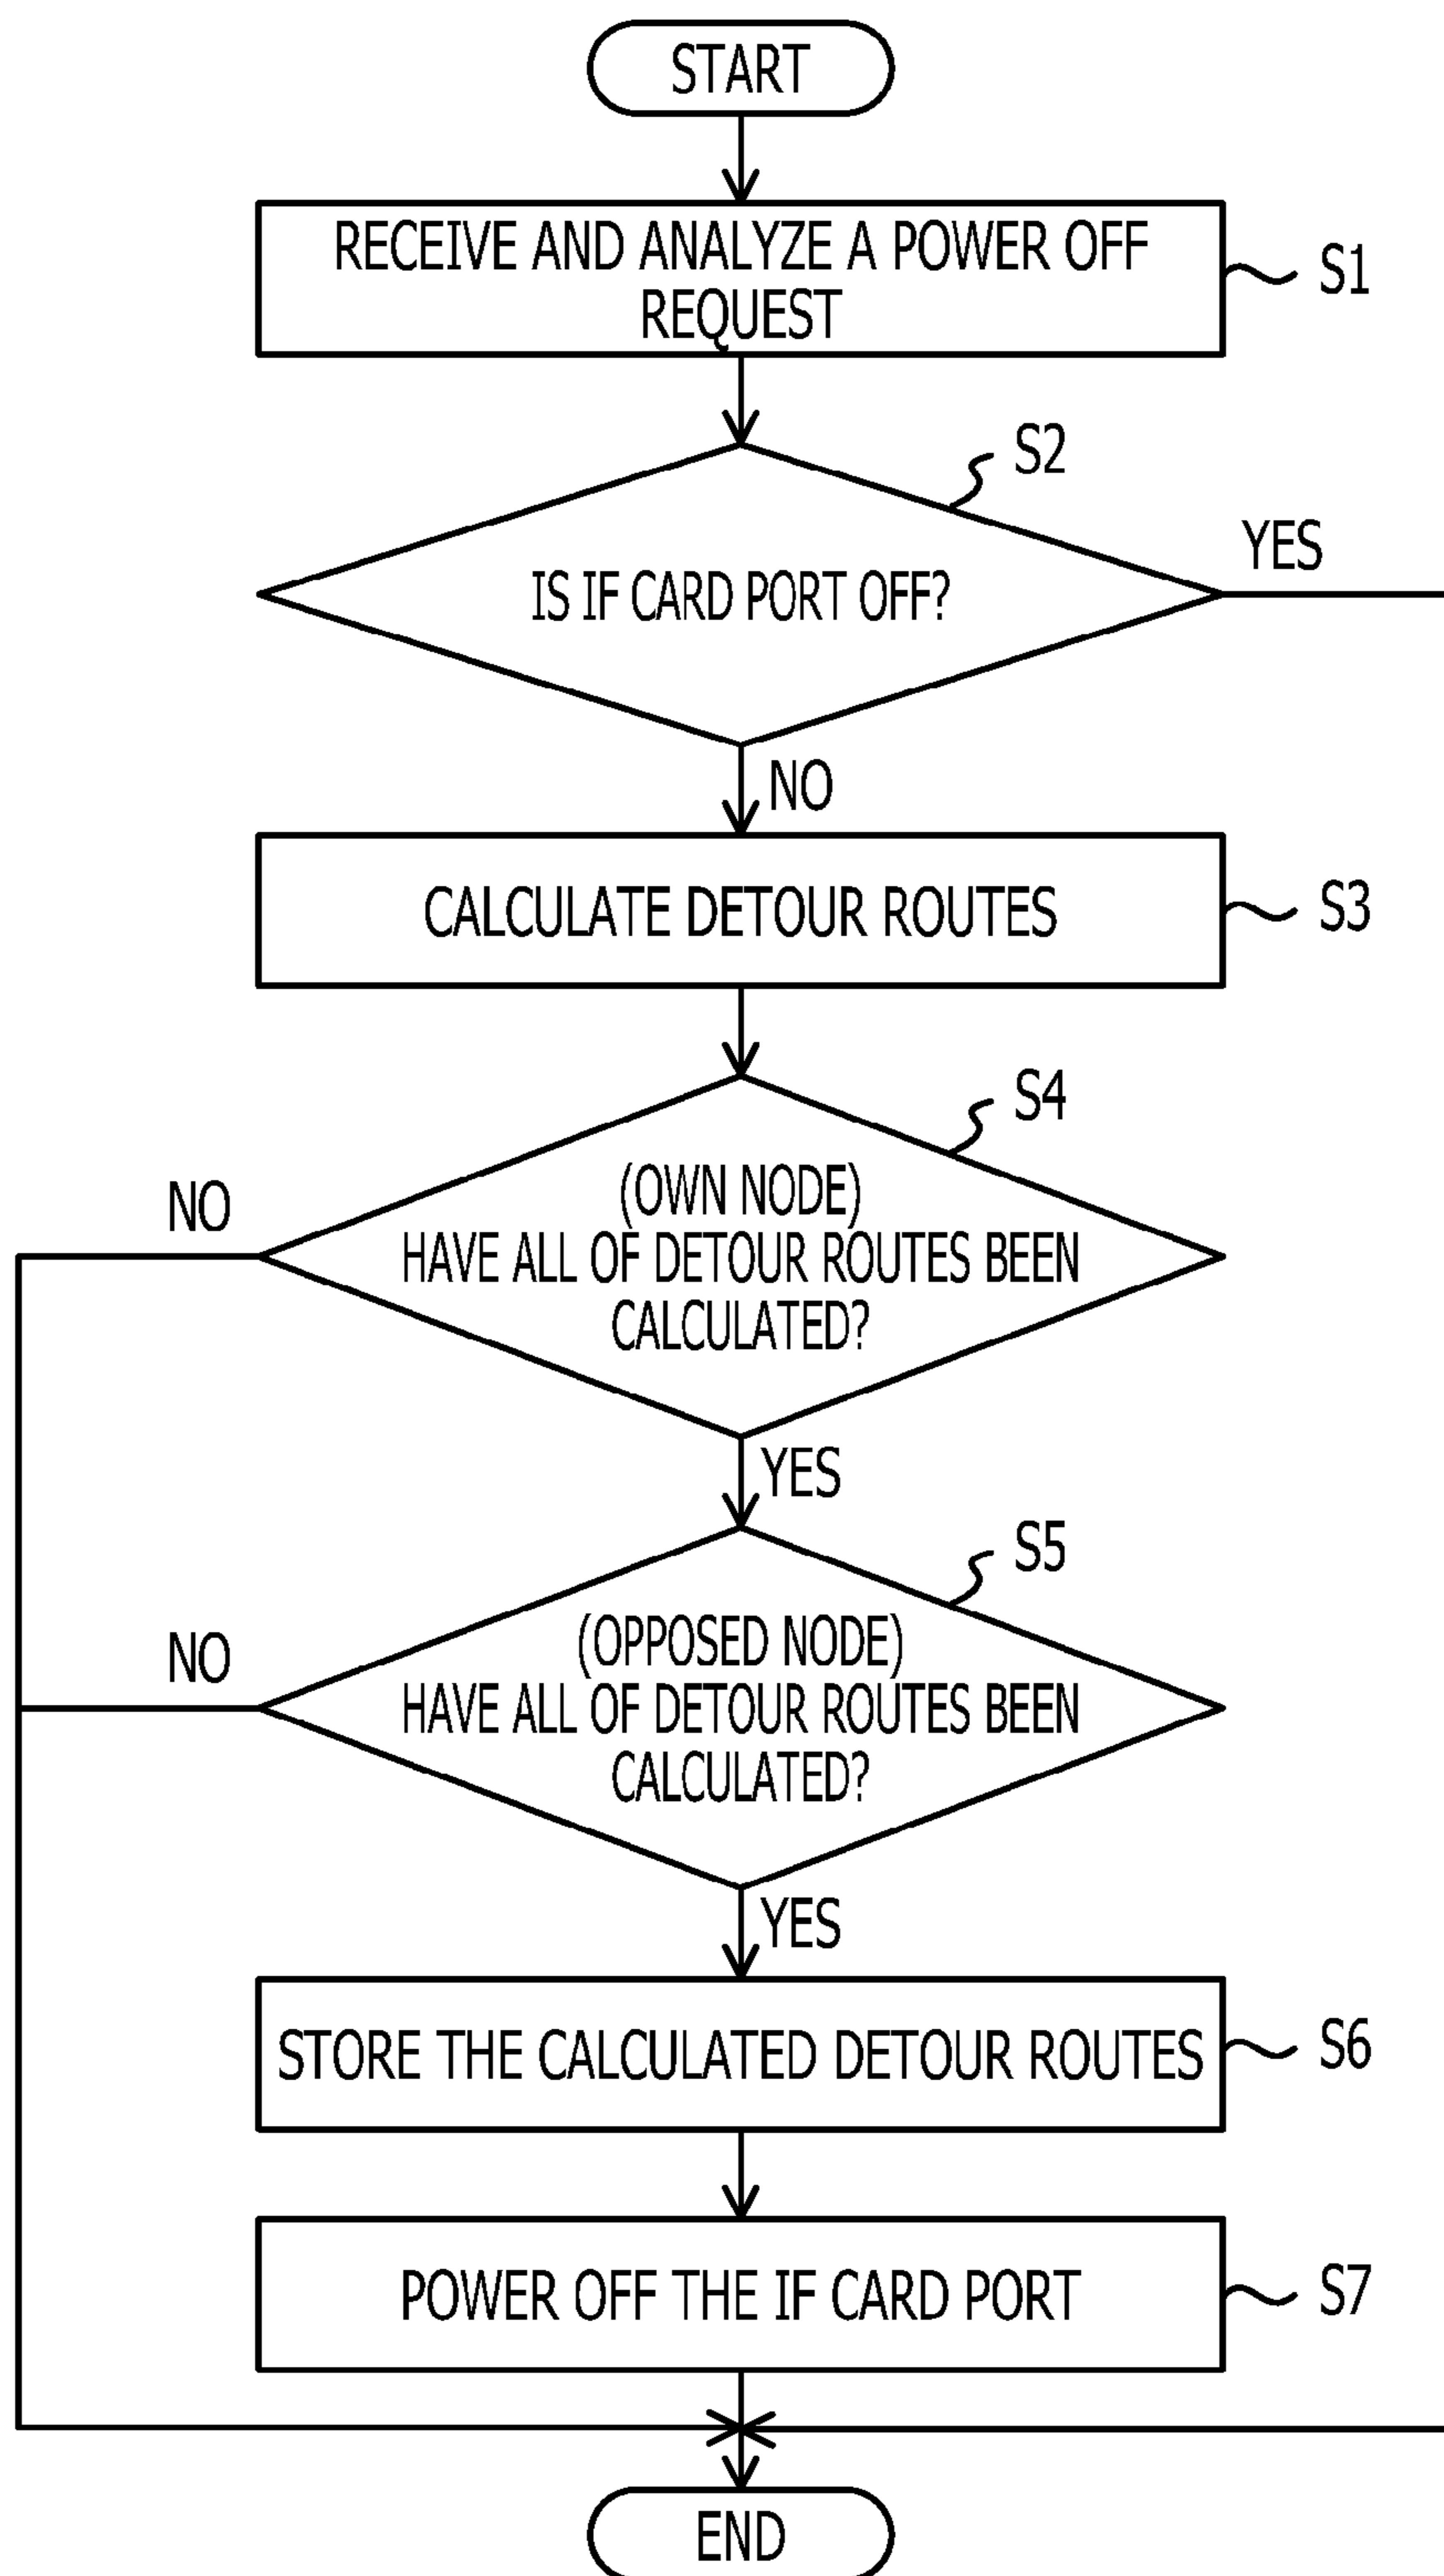 START
RECEIVE AND ANALYZE A POWER OFF
REQUEST
S1
S2
IS IF CARD PORT OFF?
YES
NO
CALCULATE DETOUR ROUTES
S3
S4
(OWN NODE)
HAVE ALL OF DETOUR ROUTES BEEN
CALCULATED?
NO
YES
S5
(OPPOSED NODE)
HAVE ALL OF DETOUR ROUTES BEEN
CALCULATED?
NO
YES
STORE THE CALCULATED DETOUR ROUTES
S6
POWER OFF THE IF CARD PORT
S7
END